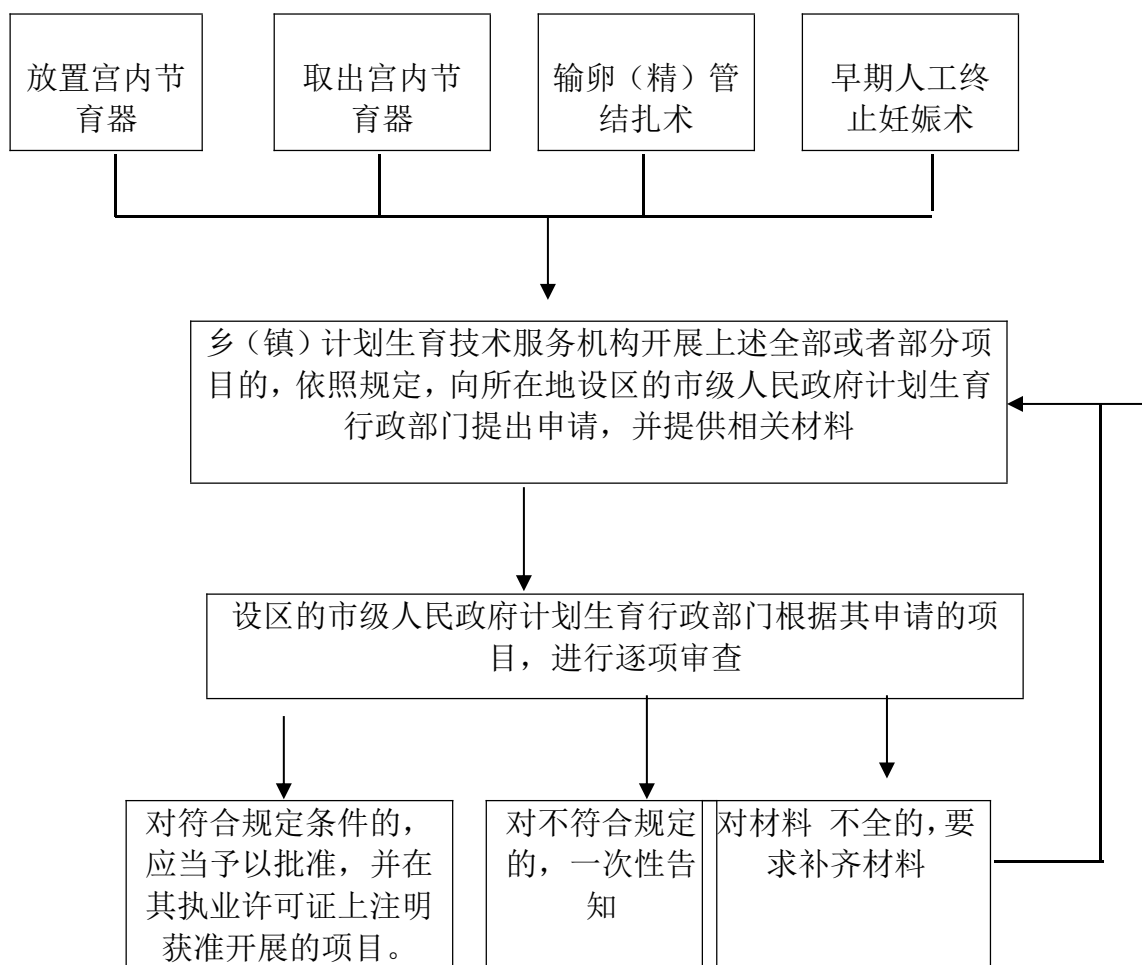 放置宫内节
育器
取出宫内节
育器
输卵（精）管
结扎术
早期人工终
止妊娠术
乡（镇）计划生育技术服务机构开展上述全部或者部分项
目的，依照规定，向所在地设区的市级人民政府计划生育
行政部门提出申请，并提供相关材料
设区的市级人民政府计划生育行政部门根据其申请的项
目，进行逐项审查
对符合规定条件的，
应当予以批准，并在
其执业许可证上注明
获准开展的项目。
对不符合规定
的，一次性告
知
对材料 不全的，要
求补齐材料